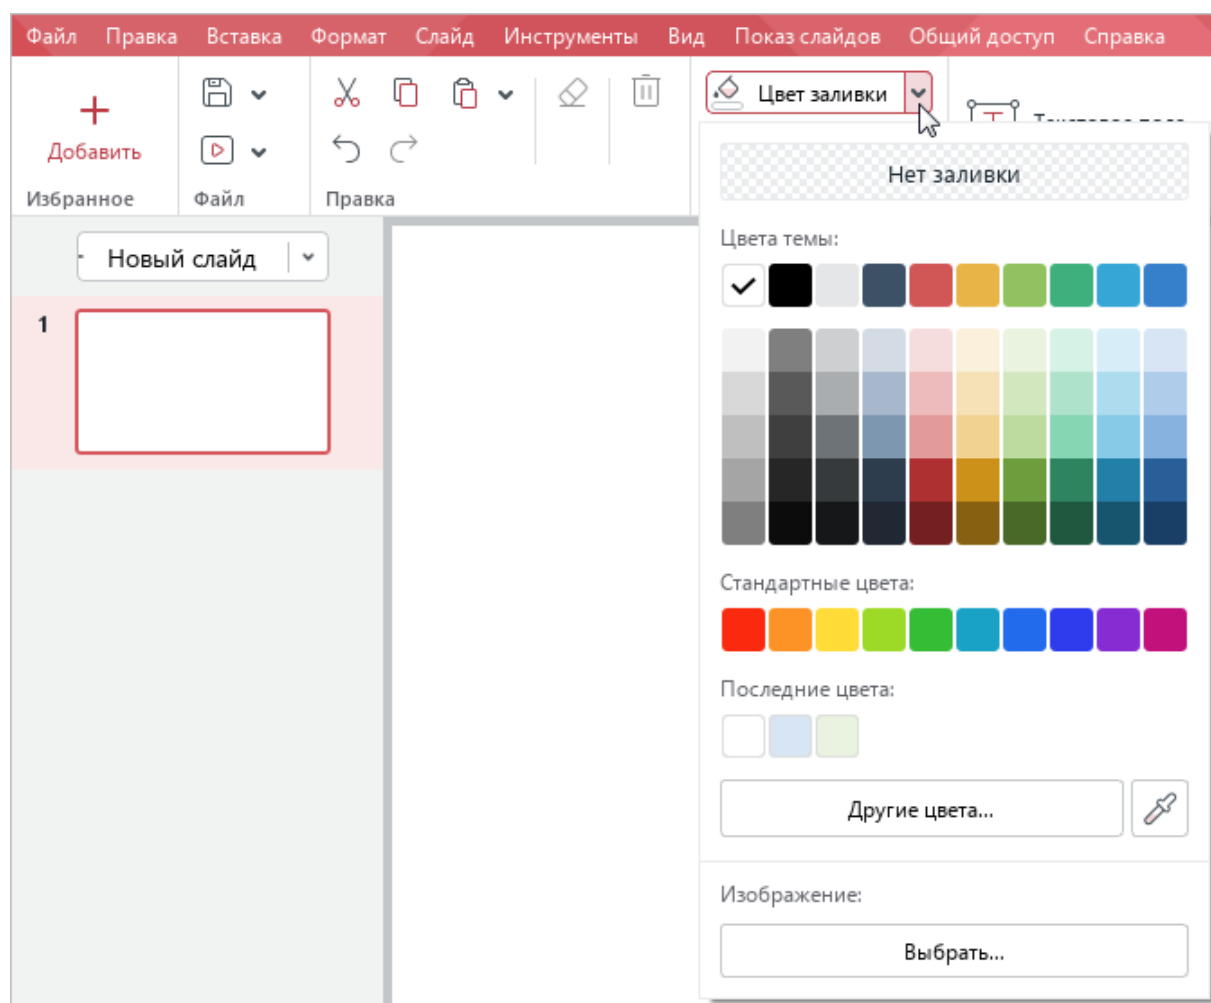 Файл Правка Вставка Формат Слайд Инструменты Вид Показ слайдов Общий доступ Справка
Цвет заливки
Добавить
Избранное Файл Правка
Нет заливки
Новый слайд
Цвета темы:
1
Стандартные цвета:
Последние цвета:
Другие цвета...
Изображение:
Выбрать...